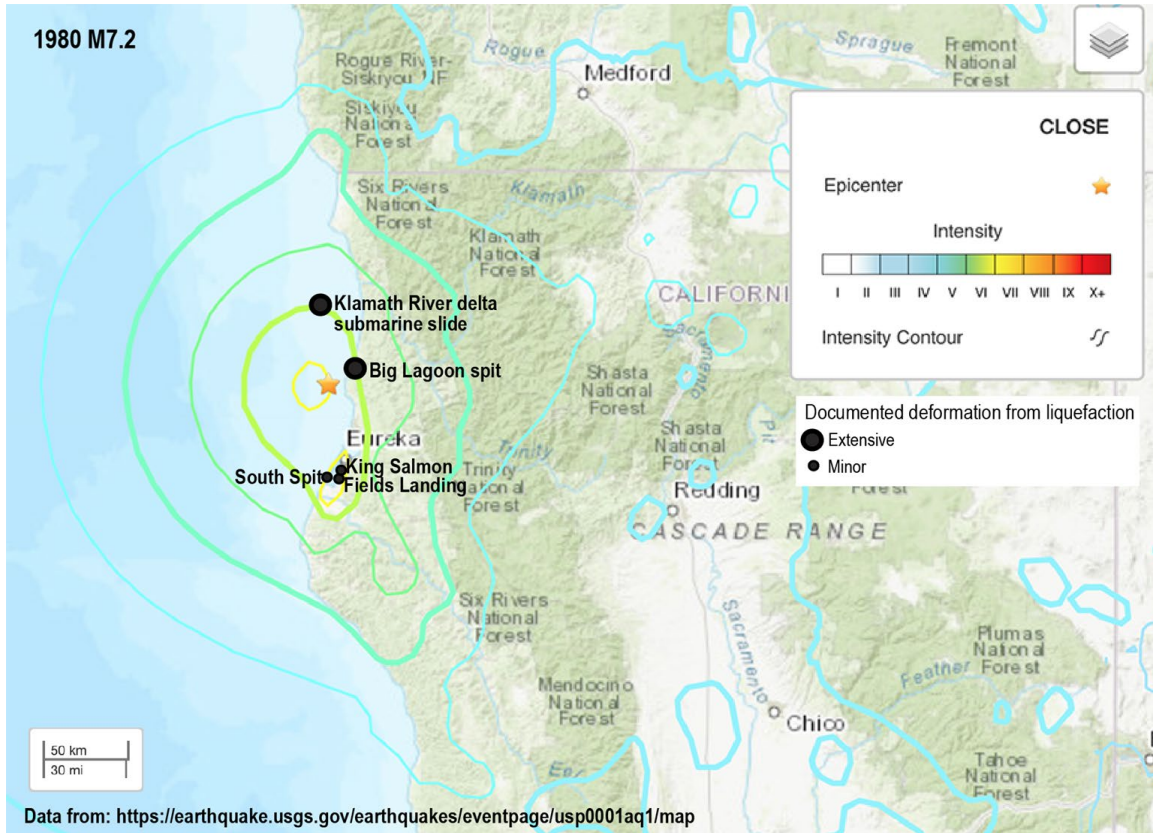 1980 M7.2
Rogue
Sprague
Fremont
National
Forest
Rogue River-
Siskiyou NF
Medford
Siskiyou
National
Forest
CLOSE
Epicenter
Intensity
I II III IV V VI VII VIII IX X+
Intensity Contour
Six Rivers
National
Forest
Klamath
Klamath
National
Forest
CALIFORNI
Sacramento
Klamath River delta
submarine slide
Big Lagoon spit
Shasta
National
Forest
Documented deformation from liquefaction
Extensive
Minor
Eureka
King Salmon
South Spit
Fields Landing
Trinity
Trinity
National
Forest
Shasta
National
Forest
Pit
Forest
Redding
CASCADE RANGE
Six Rivers
National
Forest
Sacramento
Plumas
National
Forest
Feather
Mendocino
National
Forest
Chico
Tahoe
National
Forest
50 km
30 mi
Data from: https://earthquake.usgs.gov/earthquakes/eventpage/usp0001aq1/map